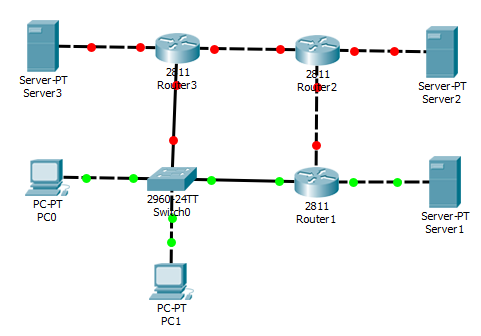 2811
Router3
2811
Router2
Server-PT
Server3
Server-PT
Server2
2960-24TT
Switch0
2811
Router1
PC-PT
PC0
Server-PT
Server1
PC-PT
PC1